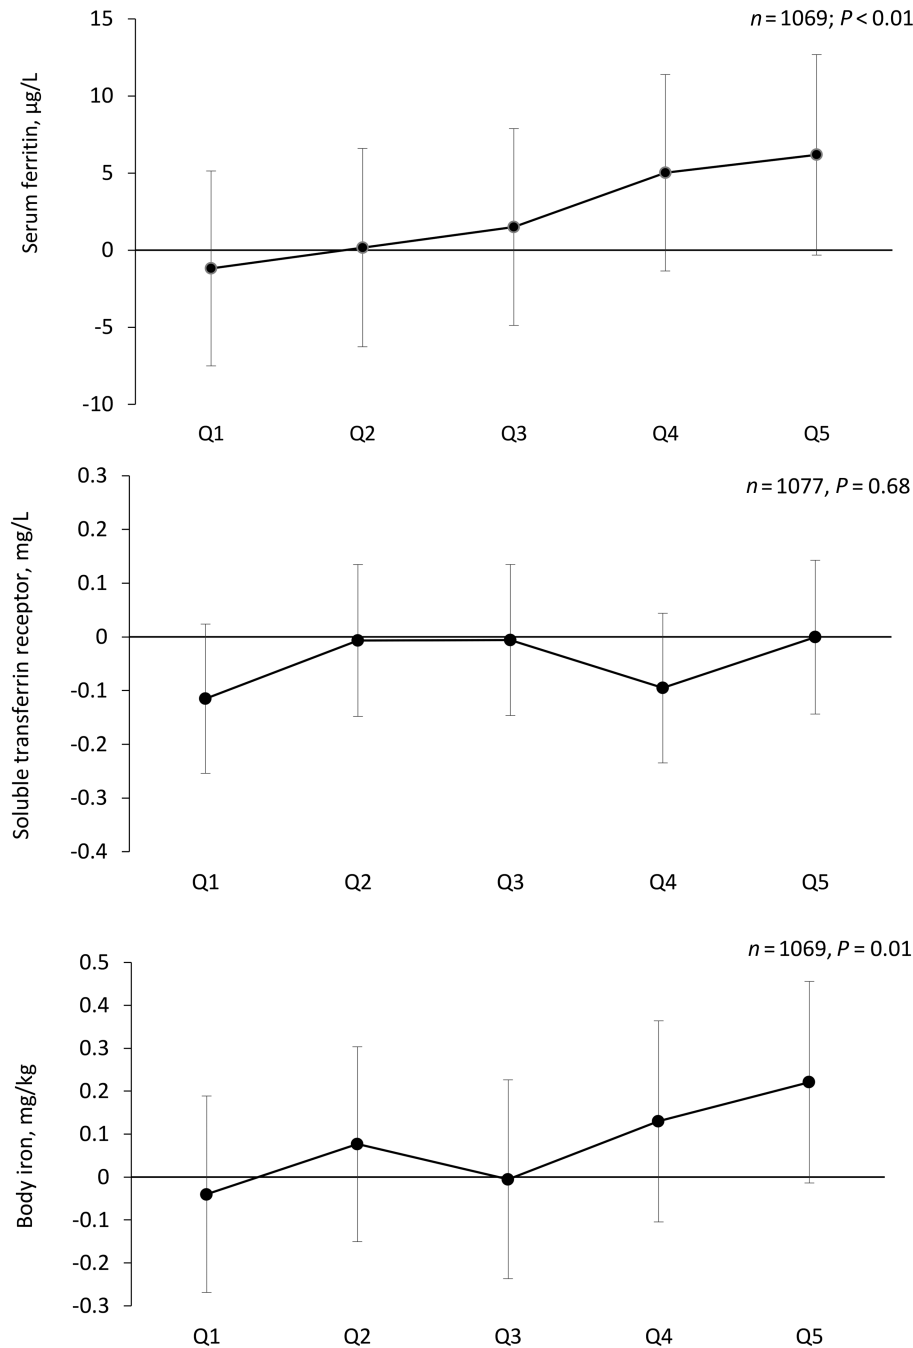 n = 1069; P < 0.01
Serum ferritin, µg/L
15
10
5
0
-5
-10
Q1 Q2 Q3 Q4 Q5
n = 1077, P = 0.68
Soluble transferrin receptor, mg/L
0.3
0.2
0.1
0
-0.1
-0.2
-0.3
-0.4
Q1 Q2 Q3 Q4 Q5
n = 1069, P = 0.01
Body iron, mg/kg
0.5
0.4
0.3
0.2
0.1
0
-0.1
-0.2
-0.3
Q1 Q2 Q3 Q4 Q5